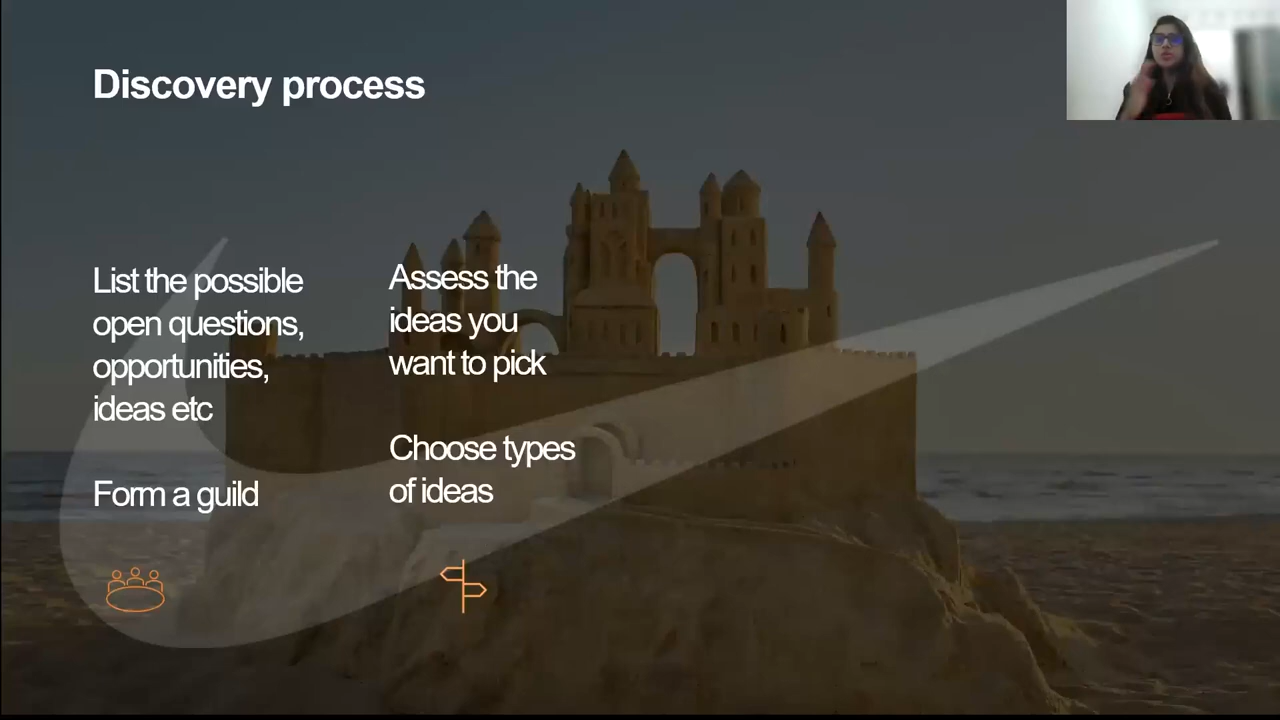 Discovery process
List the possible
open questions,
opportunities,
ideas etc
Form a guild
Assess the
ideas you
want to pick
Choose types
of ideas